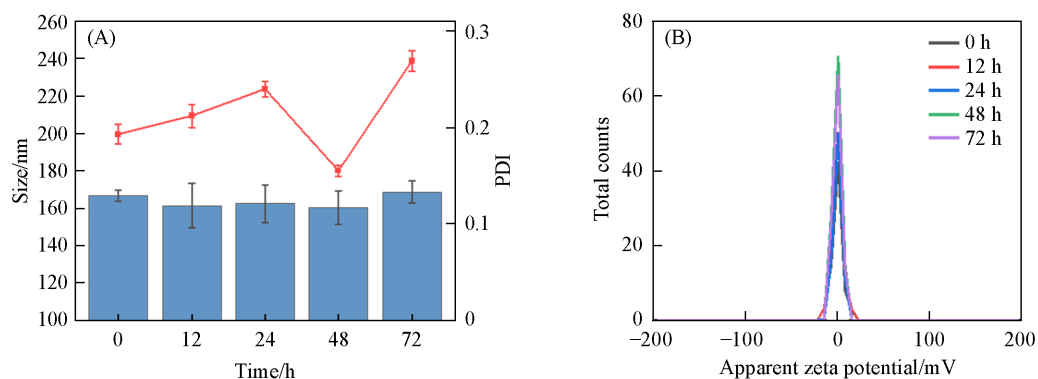 (A)
260
240
220
200
180
160
140
120
100
Size/nm
0.3
0.2
0.1
0
PDI
0 12 24 48 72
Time/h
(B)
80
60
40
20
0
Total counts
0 h
12 h
24 h
48 h
72 h
−200 −100 0 100 200
Apparent zeta potential/mV